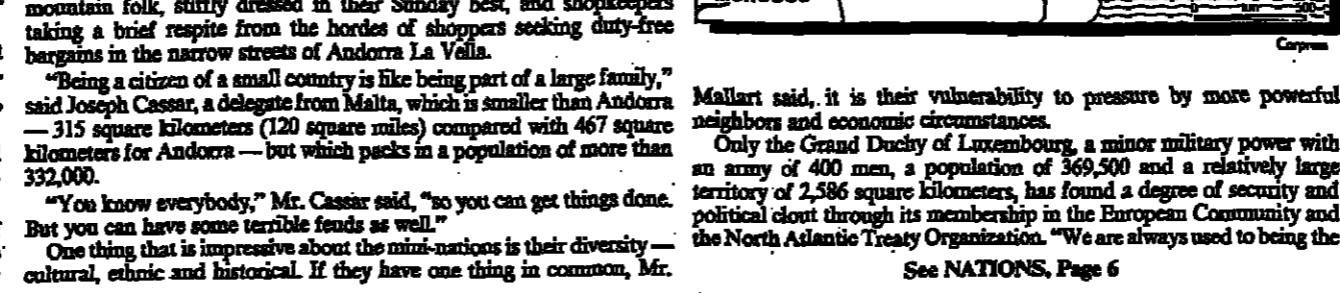 mountain folk, stiffly dressed in their Sunday best, and shopkeepers
taking a brief respite from the hordes of shoppers seeking duty-free
bargains in the narrow streets of Andorra La Vella.
“Being a citizen of a small country is like being part of a large family,”
said Joseph Cassar, a delegate from Malta, which is smaller than Andorra
— 315 square kilometers (120 square miles) compared with 467 square
kilometers for Andorra — but which packs in a population of more than
332,000.
“You know everybody,” Mr. Cassar said, “so you can get things done.
But you can have some terrible feuds as well.”
One thing that is impressive about the mini-nations is their diversity —
cultural, ethnic and historical. If they have one thing in common, Mr.
0 500
Mallart said, it is their vulnerability to pressure by more powerful
neighbors and economic circumstances.
Only the Grand Duchy of Luxembourg, a minor military power with
an army of 400 men, a population of 369,500 and a relatively large
territory of 2,586 square kilometers, has found a degree of security and
political clout through its membership in the European Community and
the North Atlantic Treaty Organization. “We are always used to being the
See NATIONS, Page 6